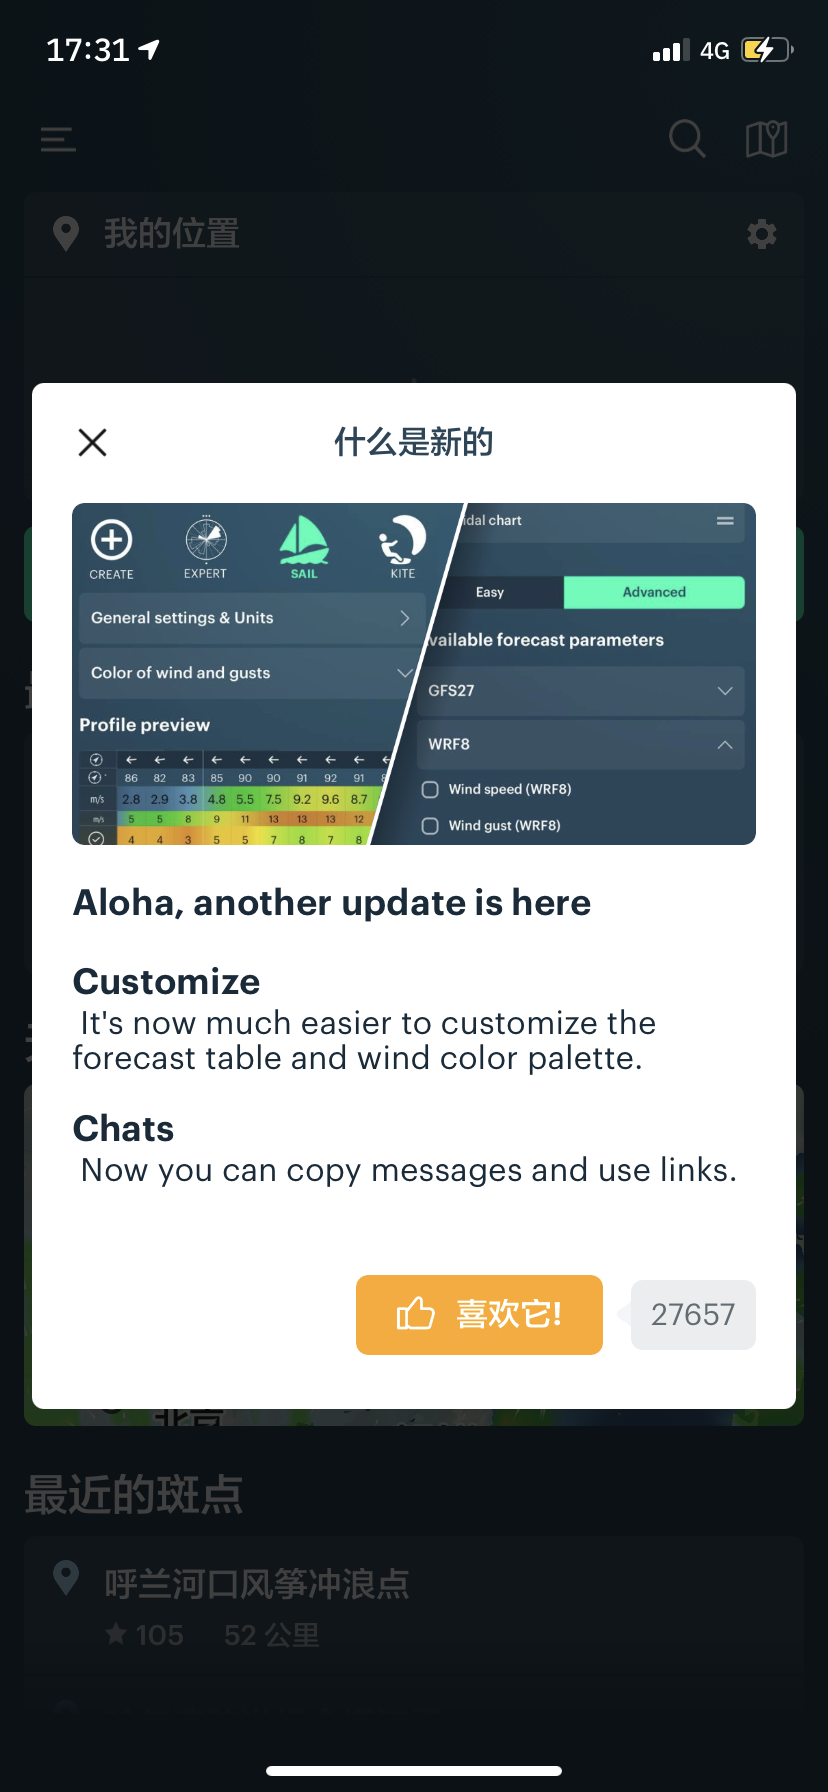 17:31
4G
我的位置
什么是新的
CREATE
EXPERT
SAIL
KITE
idal chart
General settings & Units
Easy
Advanced
Color of wind and gusts
vailable forecast parameters
GFS27
Profile preview
WRF8
86 82 83 85 90 90 91 92 91
m/s 2.8 2.9 3.8 4.8 5.5 7.5 9.2 9.6 8.7
m/s 5 5 8 9 11 13 13 13 12
4 4 3 5 5 7 8 7 8
Wind speed (WRF8)
Wind gust (WRF8)
Aloha, another update is here
Customize
It's now much easier to customize the
forecast table and wind color palette.
Chats
Now you can copy messages and use links.
喜欢它!
27657
北京
最近的斑点
呼兰河口风筝冲浪点
105
52 公里